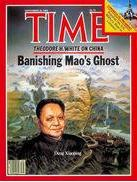 TIME
THEODORE H. WHITE ON CHINA
Banishing Mao's Ghost
Deng Xiaoping